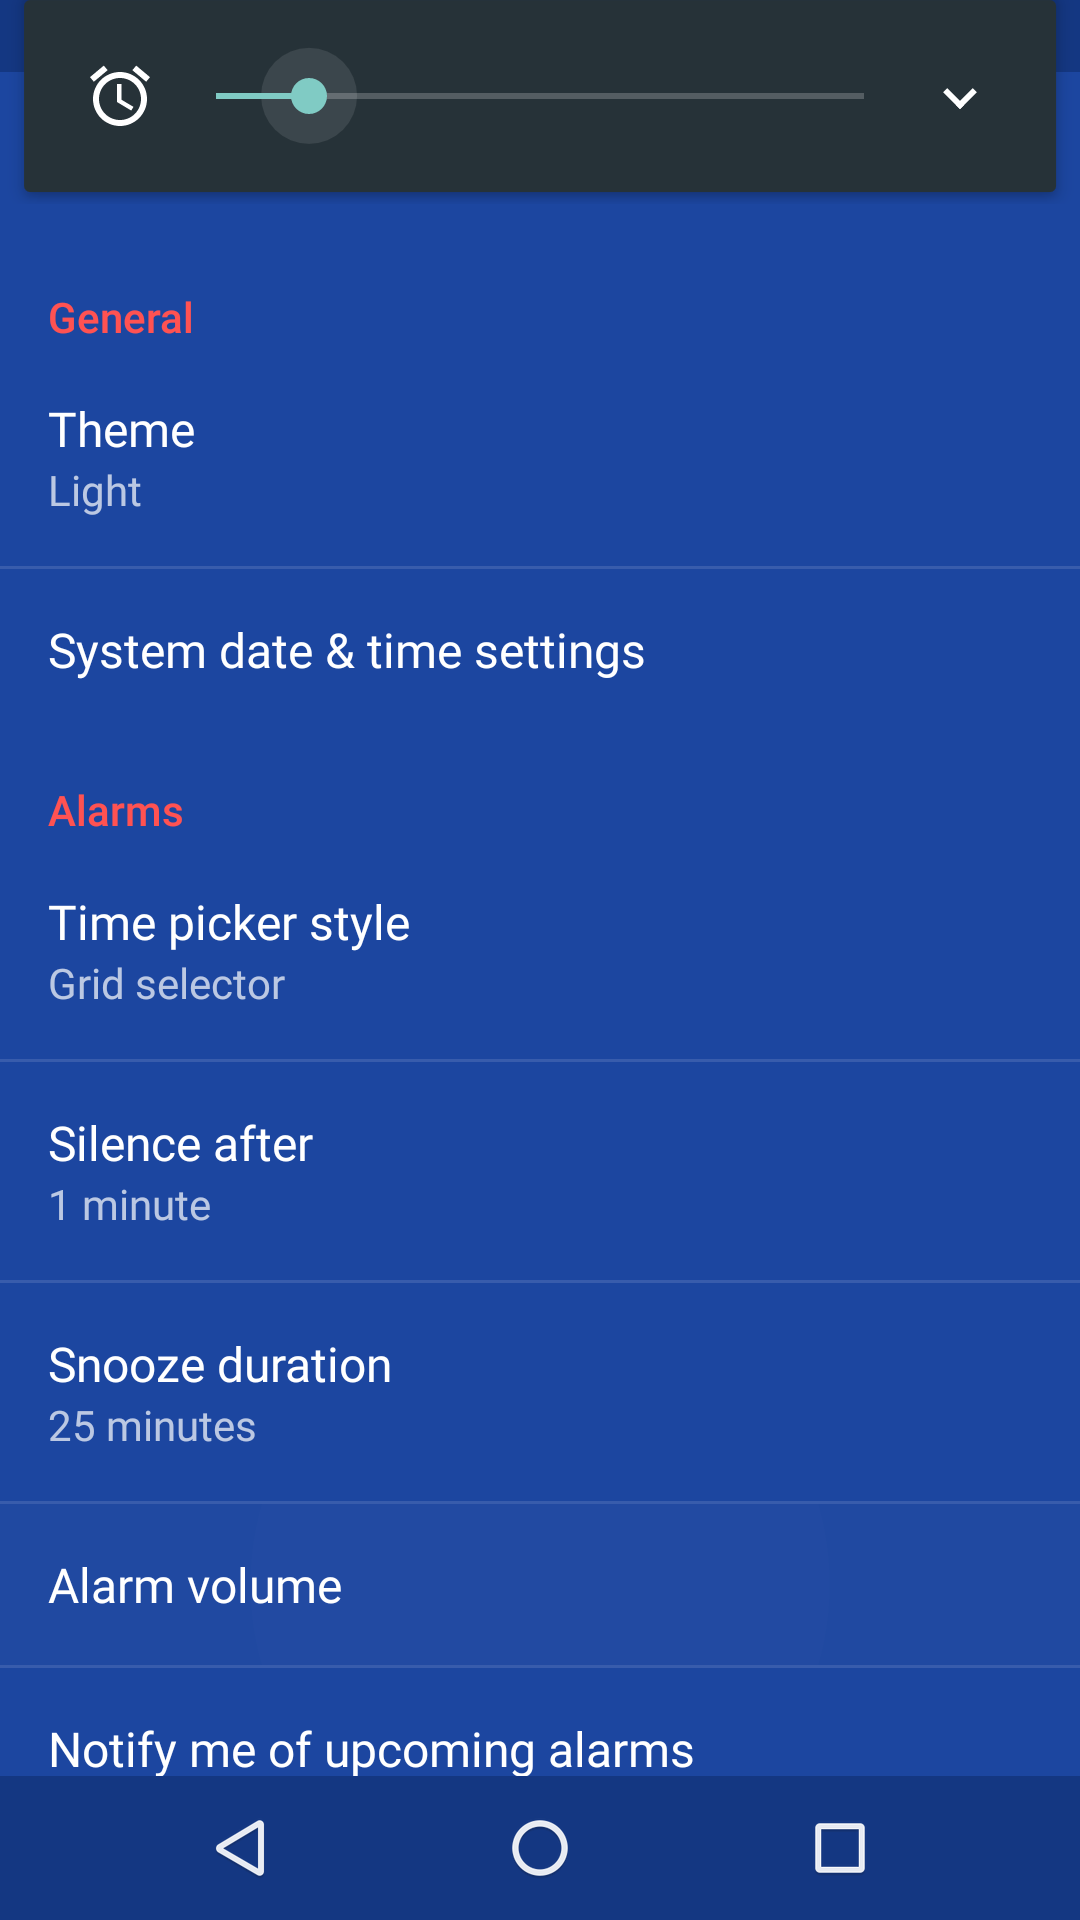 General
Theme
Light
System date & time settings
Alarms
Time picker style
Grid selector
Silence after
1 minute
Snooze duration
25 minutes
Alarm volume
Notify me of upcoming alarms